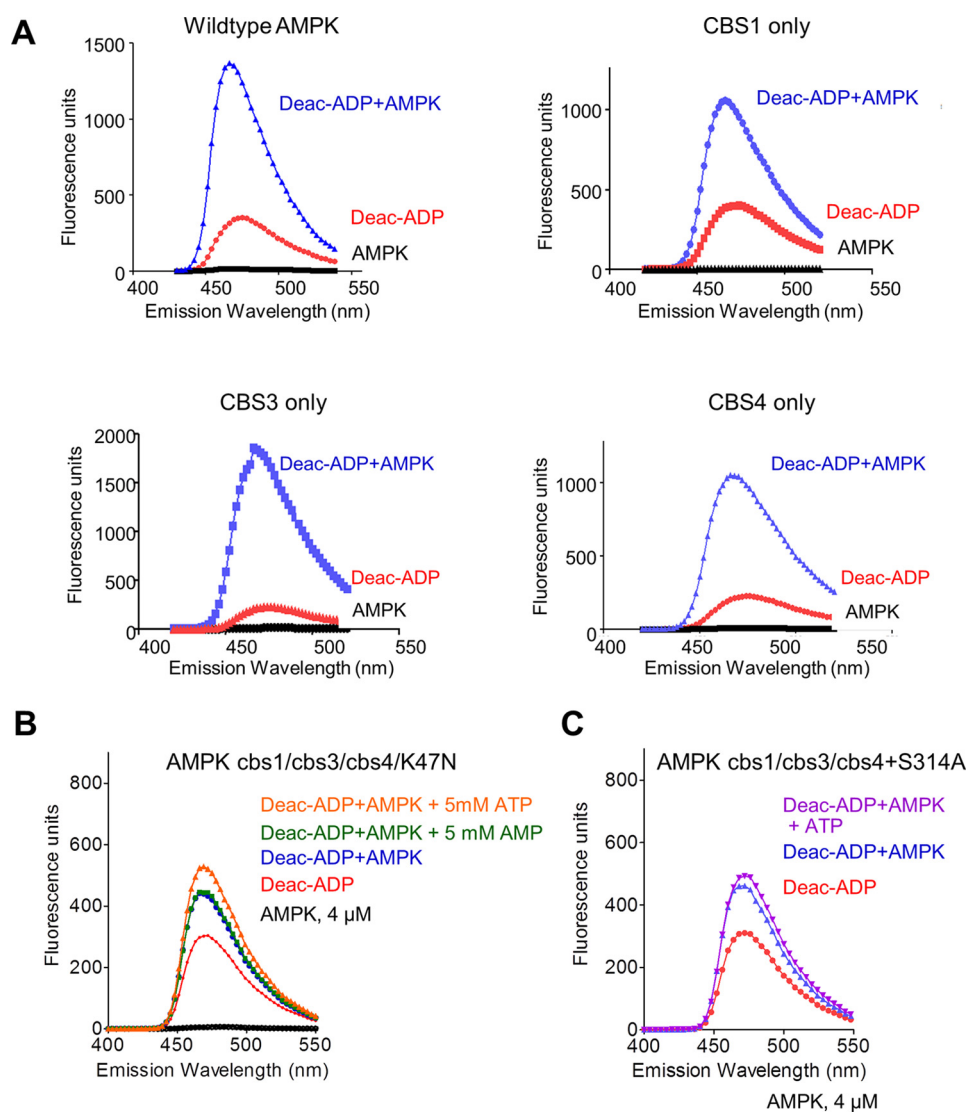 A
Wildtype AMPK
Fluorescence units
1500
1000
500
0
Deac-ADP+AMPK
Deac-ADP
AMPK
400 450 500 550
Emission Wavelength (nm)
CBS1 only
Fluorescence units
1000
500
0
Deac-ADP+AMPK
Deac-ADP
AMPK
400 450 500 550
Emission Wavelength (nm)
CBS3 only
Fluorescence units
2000
1500
1000
500
0
Deac-ADP+AMPK
Deac-ADP
AMPK
400 450 500 550
Emission Wavelength (nm)
CBS4 only
Fluorescence units
1000
500
0
Deac-ADP+AMPK
Deac-ADP
AMPK
400 450 500 550
Emission Wavelength (nm)
B
AMPK cbs1/cbs3/cbs4/K47N
Fluorescence units
800
600
400
200
0
Deac-ADP+AMPK + 5mM ATP
Deac-ADP+AMPK + 5 mM AMP
Deac-ADP+AMPK
Deac-ADP
AMPK, 4 µM
400 450 500 550
Emission Wavelength (nm)
C
AMPK cbs1/cbs3/cbs4+S314A
Fluorescence units
800
600
400
200
0
Deac-ADP+AMPK
+ ATP
Deac-ADP+AMPK
Deac-ADP
400 450 500 550
Emission Wavelength (nm)
AMPK, 4 µM